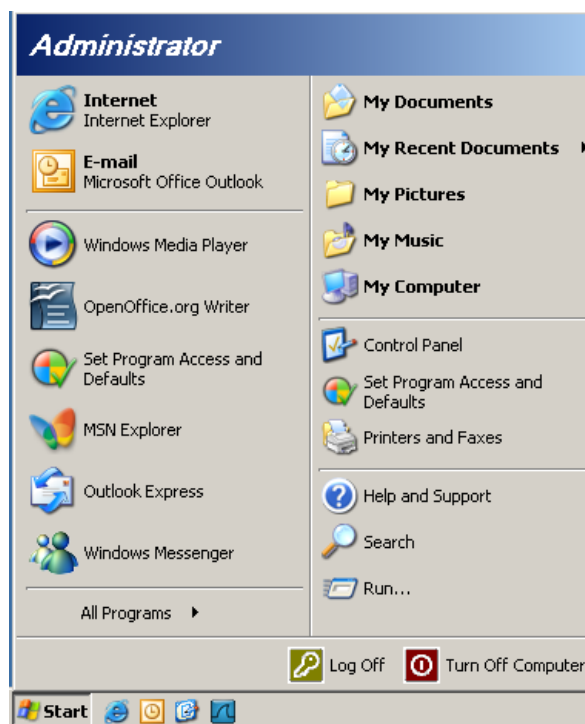 Administrator
Internet
Internet Explorer
E-mail
Microsoft Office Outlook
Windows Media Player
OpenOffice.org Writer
Set Program Access and
Defaults
MSN Explorer
Outlook Express
Windows Messenger
All Programs
My Documents
My Recent Documents
My Pictures
My Music
My Computer
Control Panel
Set Program Access and
Defaults
Printers and Faxes
Help and Support
Search
Run...
Log Off
Turn Off Computer
Start